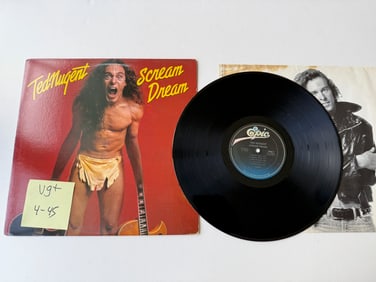 Ted Nugent
Scream
Dream
Vg+
4-45
Epic